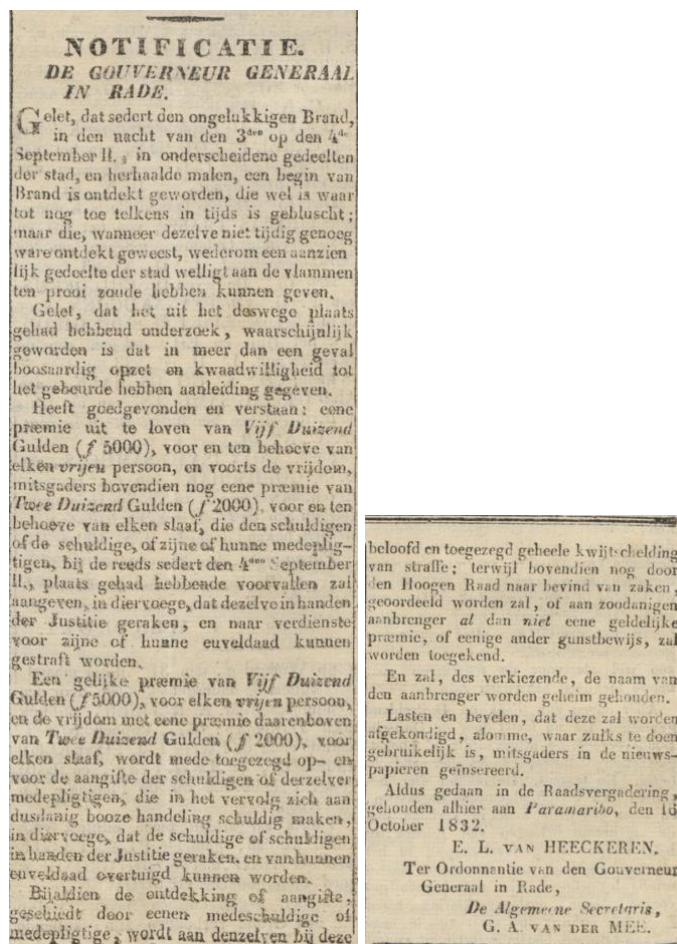 NOTIFICATIE.
DE GOUVERNEUR GENERAAL
IN RADE.
Gelet, dat sedert den ongelukkigen Brand,
in den nacht van den 3den op den 4de
September ll., in onderscheidene gedeelten
der stad, en herhaalde malen, een begin van
Brand is ontdekt geworden, die wel is waar
tot nog toe telkens in tijds is gebluscht;
maar die, wanneer dezelve niet tijdig genoeg
ware ontdekt geweest, wederom een aanzien
lijk gedeelte der stad welligt aan de vlammen
ten prooi zoude hebben kunnen geven.
Gelet, dat het uit het deswege plaats
gehad hebbend onderzoek, waarschijnlijk
geworden is dat in meer dan een geval
boosaardig opzet en kwaadwilligheid tot
het gebeurde hebben aanleiding gegeven.
Heeft goedgevonden en verstaan: eene
præmie uit te loven van Vijf Duizend
Gulden (f 5000), voor en ten behoeve van
elken vrijen persoon, en voorts de vrijdom,
mitsgaders bovendien nog eene præmie van
Twee Duizend Gulden (f 2000), voor en ten
behoeve van elken slaaf, die den schuldigen
of de schuldige, of zijne of hunne medeplig-
tigen, bij de reeds sedert den 4den September
ll., plaats gehad hebbende voorvallen zal
aangeven, in diervoege, dat dezelve in handen
der Justitie geraken, en naar verdienste
voor zijne of hunne euveldaad kunnen
gestraft worden.
Een gelijke præmie van Vijf Duizend
Gulden (f 5000), voor elken vrijen persoon,
en de vrijdom met eene præmie daarenboven
van Twee Duizend Gulden (f 2000), voor
elken slaaf, wordt mede toegezegd op- en
voor de aangifte der schuldigen of derzelver
medepligtigen, die in het vervolg zich aan
dusdanig booze handeling schuldig maken,
in diervoege, dat de schuldige of schuldigen
in handen der Justitie geraken, en van hunnen
euveldaad overtuigd kunnen worden.
Bijaldien de ontdekking of aangifte,
geschiedt door eenen medeschuldige of
medepligtige, wordt aan denzelven bij deze
beloofd en toegezegd geheele kwijtschelding
van straffe; terwijl bovendien nog door
den Hoogen Raad naar bevind van zaken,
geoordeeld worden zal, of aan zoodanigen
aanbrenger al dan niet eene geldelijke
præmie, of eenige ander gunstbewijs, zal
worden toegekend.
En zal, des verkiezende, de naam van
den aanbrenger worden geheim gehouden.
Lasten en bevelen, dat deze zal worden
afgekondigd, alomme, waar zulks te doen
gebruikelijk is, mitsgaders in de nieuws-
papieren geïnsereerd.
Aldus gedaan in de Raadsvergadering,
gehouden alhier aan Paramaribo, den 16
October 1832.
E. L. VAN HEECKEREN.
Ter Ordonnantie van den Gouverneur
Generaal in Rade,
De Algemeene Secretaris,
G. A. VAN DER MEE.